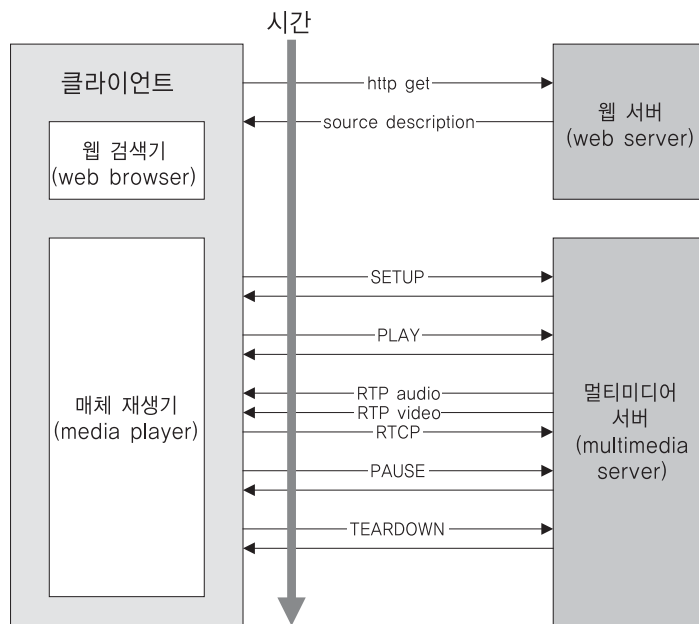 시간
클라이언트
웹 검색기
(web browser)
http get
source description
웹 서버
(web server)
매체 재생기
(media player)
SETUP
PLAY
RTP audio
RTP video
RTCP
PAUSE
TEARDOWN
멀티미디어
서버
(multimedia
server)